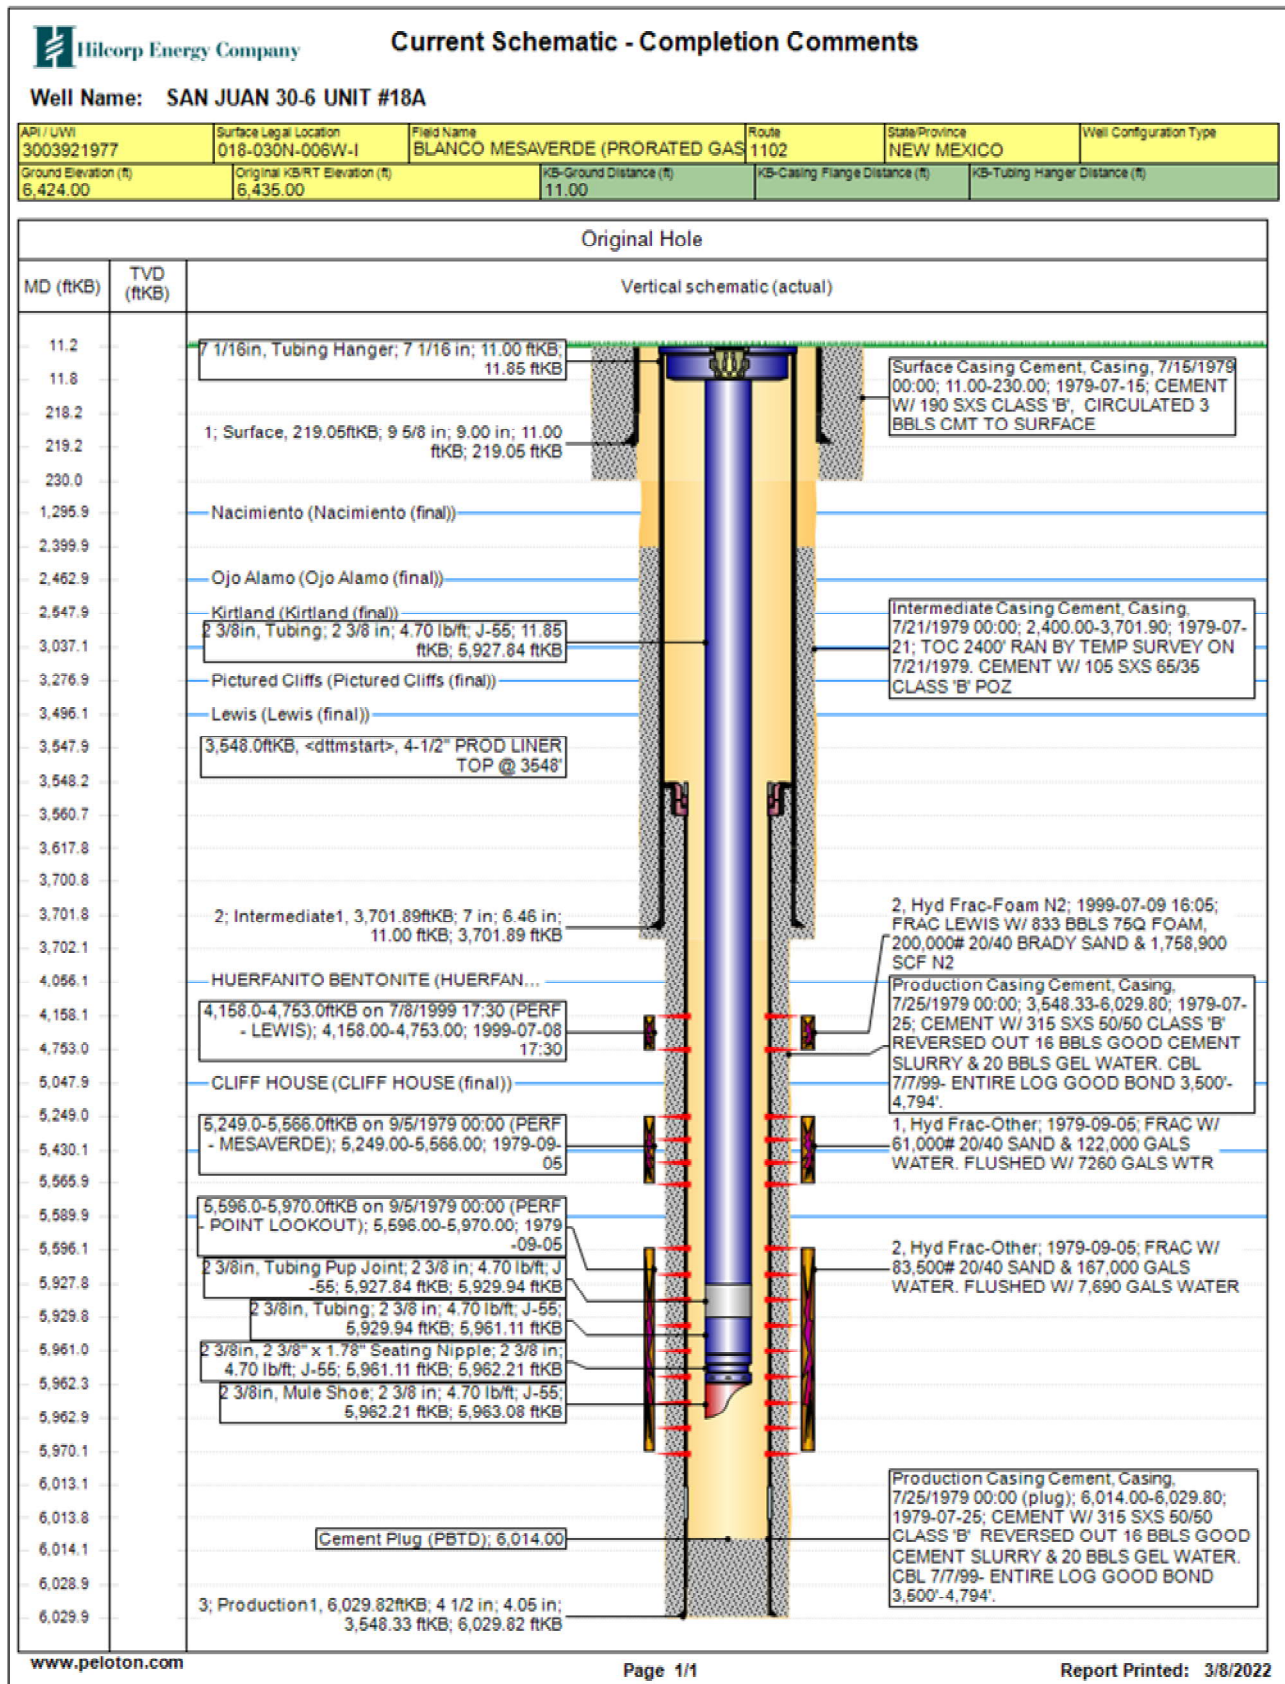 Hilcorp Energy Company
Current Schematic - Completion Comments
Well Name: SAN JUAN 30-6 UNIT #18A
API / UWI
3003921977
Surface Legal Location
018-030N-006W-I
Field Name
BLANCO MESAVERDE (PRORATED GAS
Route
1102
State/Province
NEW MEXICO
Well Configuration Type
Ground Elevation (ft)
6,424.00
Original KB/RT Elevation (ft)
6,435.00
KB-Ground Distance (ft)
11.00
KB-Casing Flange Distance (ft)
KB-Tubing Hanger Distance (ft)
Original Hole
MD (ftKB)
TVD
(ftKB)
Vertical schematic (actual)
11.2
11.8
218.2
219.2
230.0
1,295.9
2,399.9
2,462.9
2,647.9
3,037.1
3,276.9
3,496.1
3,547.9
3,548.2
3,560.7
3,617.8
3,700.8
3,701.8
3,702.1
4,056.1
4,158.1
4,753.0
5,047.9
5,249.0
5,430.1
5,565.9
5,589.9
5,596.1
5,927.8
5,929.8
5,961.0
5,962.3
5,962.9
5,970.1
6,013.1
6,013.8
6,014.1
6,028.9
6,029.9
7 1/16in, Tubing Hanger; 7 1/16 in; 11.00 ftKB;
11.85 ftKB
1; Surface, 219.05ftKB; 9 5/8 in; 9.00 in; 11.00
ftKB; 219.05 ftKB
Nacimiento (Nacimiento (final))
Ojo Alamo (Ojo Alamo (final))
Kirtland (Kirtland (final))
2 3/8in, Tubing; 2 3/8 in; 4.70 lb/ft; J-55; 11.85
ftKB; 5,927.84 ftKB
Pictured Cliffs (Pictured Cliffs (final))
Lewis (Lewis (final))
3,548.0ftKB, <dttmstart>, 4-1/2" PROD LINER
TOP @ 3548'
2; Intermediate1, 3,701.89ftKB; 7 in; 6.46 in;
11.00 ftKB; 3,701.89 ftKB
HUERFANITO BENTONITE (HUERFAN...
4,158.0-4,753.0ftKB on 7/8/1999 17:30 (PERF
- LEWIS); 4,158.00-4,753.00; 1999-07-08
17:30
CLIFF HOUSE (CLIFF HOUSE (final))
5,249.0-5,566.0ftKB on 9/5/1979 00:00 (PERF
- MESAVERDE); 5,249.00-5,566.00; 1979-09-
05
5,596.0-5,970.0ftKB on 9/5/1979 00:00 (PERF
- POINT LOOKOUT); 5,596.00-5,970.00; 1979
-09-05
2 3/8in, Tubing Pup Joint; 2 3/8 in; 4.70 lb/ft; J
-55; 5,927.84 ftKB; 5,929.94 ftKB
2 3/8in, Tubing; 2 3/8 in; 4.70 lb/ft; J-55;
5,929.94 ftKB; 5,961.11 ftKB
2 3/8in, 2 3/8" x 1.78" Seating Nipple; 2 3/8 in;
4.70 lb/ft; J-55; 5,961.11 ftKB; 5,962.21 ftKB
2 3/8in, Mule Shoe; 2 3/8 in; 4.70 lb/ft; J-55;
5,962.21 ftKB; 5,963.08 ftKB
Cement Plug (PBTD); 6,014.00
3; Production1, 6,029.82ftKB; 4 1/2 in; 4.05 in;
3,548.33 ftKB; 6,029.82 ftKB
Surface Casing Cement, Casing, 7/15/1979
00:00; 11.00-230.00; 1979-07-15; CEMENT
W/ 190 SXS CLASS 'B', CIRCULATED 3
BBLS CMT TO SURFACE
Intermediate Casing Cement, Casing,
7/21/1979 00:00; 2,400.00-3,701.90; 1979-07-
21; TOC 2400' RAN BY TEMP SURVEY ON
7/21/1979. CEMENT W/ 105 SXS 65/35
CLASS 'B' POZ
2, Hyd Frac-Foam N2; 1999-07-09 16:05;
FRAC LEWIS W/ 833 BBLS 75Q FOAM,
200,000# 20/40 BRADY SAND & 1,758,900
SCF N2
Production Casing Cement, Casing,
7/25/1979 00:00; 3,548.33-6,029.80; 1979-07-
25; CEMENT W/ 315 SXS 50/50 CLASS 'B'
REVERSED OUT 16 BBLS GOOD CEMENT
SLURRY & 20 BBLS GEL WATER. CBL
7/7/99- ENTIRE LOG GOOD BOND 3,500'-
4,794'.
1, Hyd Frac-Other; 1979-09-05; FRAC W/
61,000# 20/40 SAND & 122,000 GALS
WATER. FLUSHED W/ 7260 GALS WTR
2, Hyd Frac-Other; 1979-09-05; FRAC W/
83,500# 20/40 SAND & 167,000 GALS
WATER. FLUSHED W/ 7,690 GALS WATER
Production Casing Cement, Casing,
7/25/1979 00:00 (plug); 6,014.00-6,029.80;
1979-07-25; CEMENT W/ 315 SXS 50/50
CLASS 'B' REVERSED OUT 16 BBLS GOOD
CEMENT SLURRY & 20 BBLS GEL WATER.
CBL 7/7/99- ENTIRE LOG GOOD BOND
3,500'-4,794'.
www.peloton.com
Page 1/1
Report Printed: 3/8/2022